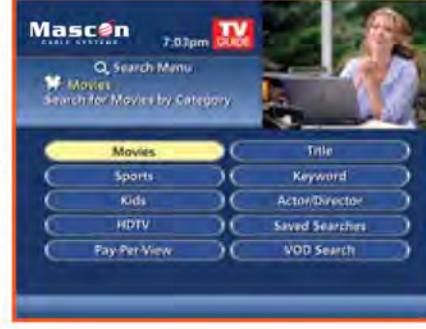 Mascon
CABLE SYSTEMS
7:03pm
TV
GUIDE
Search Menu
Movies
Search for Movies by Category
Movies
Title
Sports
Keyword
Kids
Actor/Director
HDTV
Saved Searches
Pay-Per-View
VOD Search